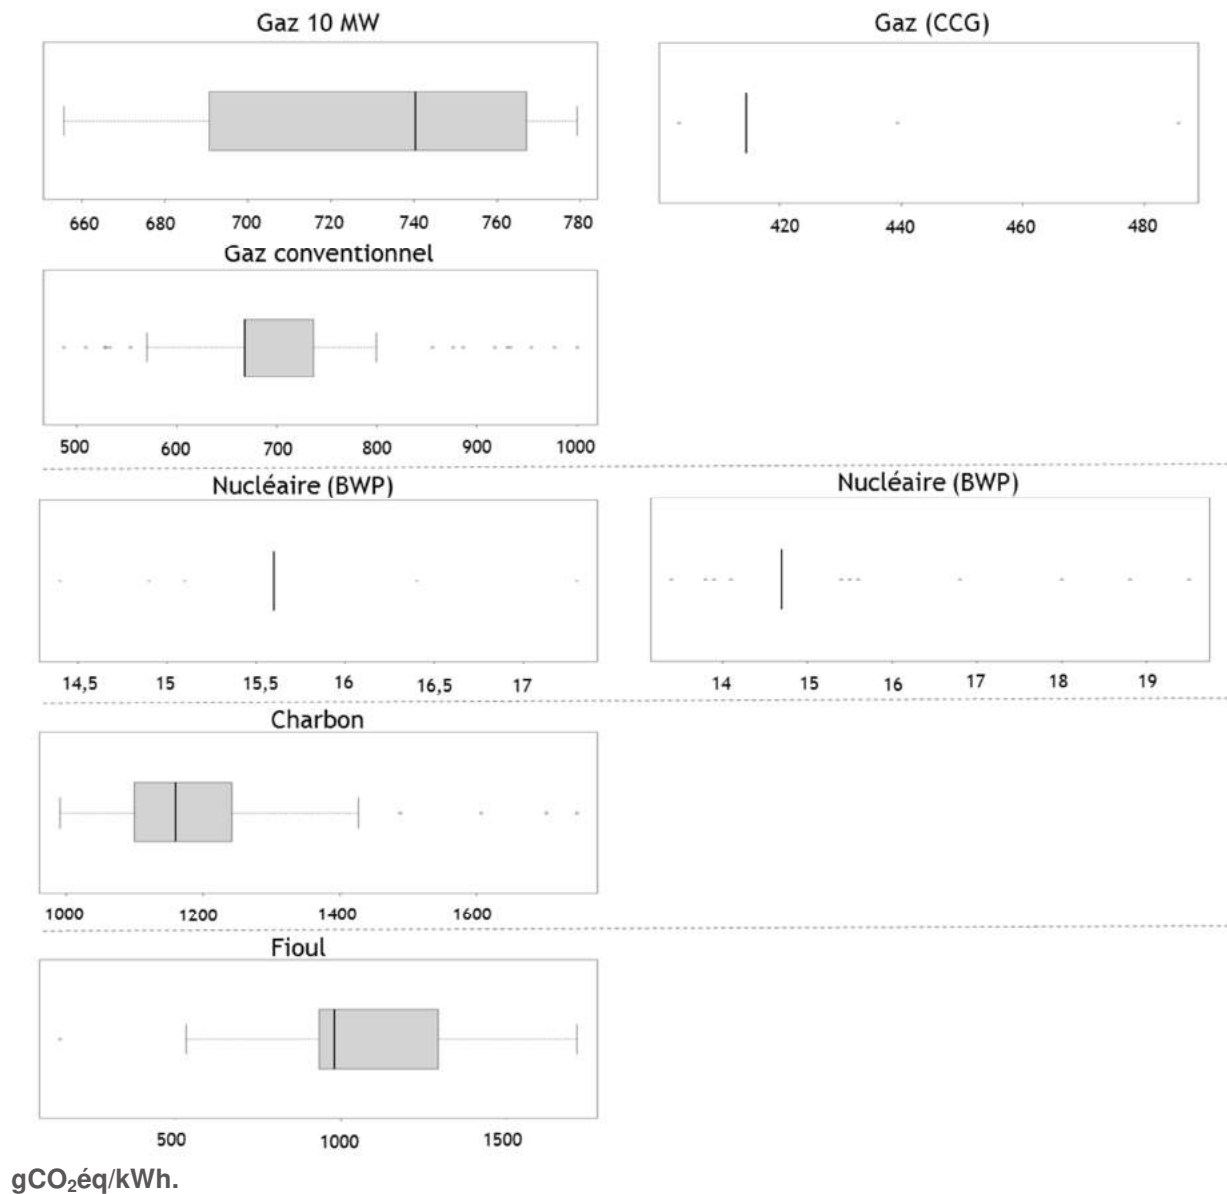 Gaz 10 MW
Gaz (CCG)
660 680 700 720 740 760 780
420 440 460 480
Gaz conventionnel
500 600 700 800 900 1000
Nucléaire (BWP)
Nucléaire (BWP)
14,5 15 15,5 16 16,5 17
14 15 16 17 18 19
Charbon
1000 1200 1400 1600
Fioul
500 1000 1500
gCO₂éq/kWh.